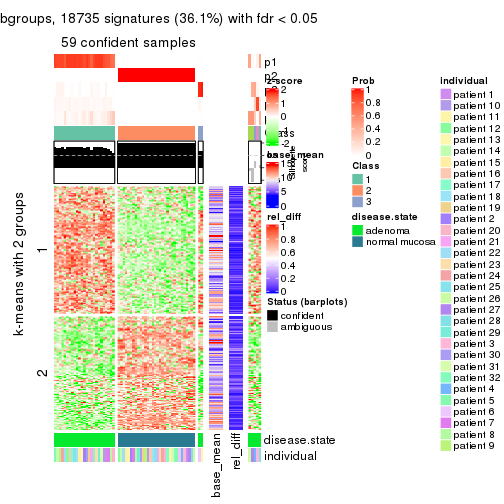 bgroups, 18735 signatures (36.1%) with fdr < 0.05
59 confident samples
p1
p2
Class
Silhouette
score
k-means with 2 groups
1
2
disease.state
individual
base_mean
rel_diff
z-score
2
1
0
-1
-2
base_mean
15
10
5
0
rel_diff
1
0.8
0.6
0.4
0.2
0
Status (barplots)
confident
ambiguous
Prob
1
0.8
0.6
0.4
0.2
0
Class
1
2
3
disease.state
adenoma
normal mucosa
individual
patient 1
patient 10
patient 11
patient 12
patient 13
patient 14
patient 15
patient 16
patient 17
patient 18
patient 19
patient 2
patient 20
patient 21
patient 22
patient 23
patient 24
patient 25
patient 26
patient 27
patient 28
patient 29
patient 3
patient 30
patient 31
patient 32
patient 4
patient 5
patient 6
patient 7
patient 8
patient 9